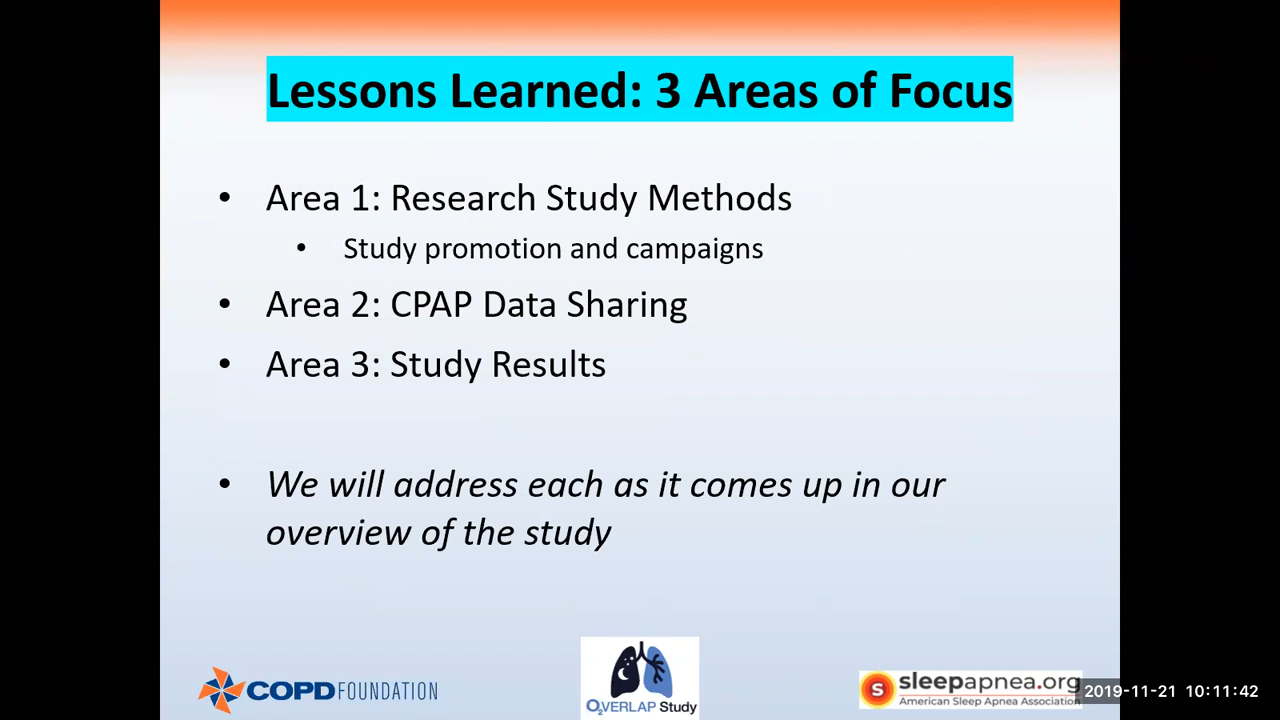 Lessons Learned: 3 Areas of Focus
• Area 1: Research Study Methods
• Study promotion and campaigns
• Area 2: CPAP Data Sharing
• Area 3: Study Results
• We will address each as it comes up in our
overview of the study
COPDFOUNDATION
O2VERLAP Study
S sleepapnea.org
American Sleep Apnea Association
2019-11-21 10:11:42